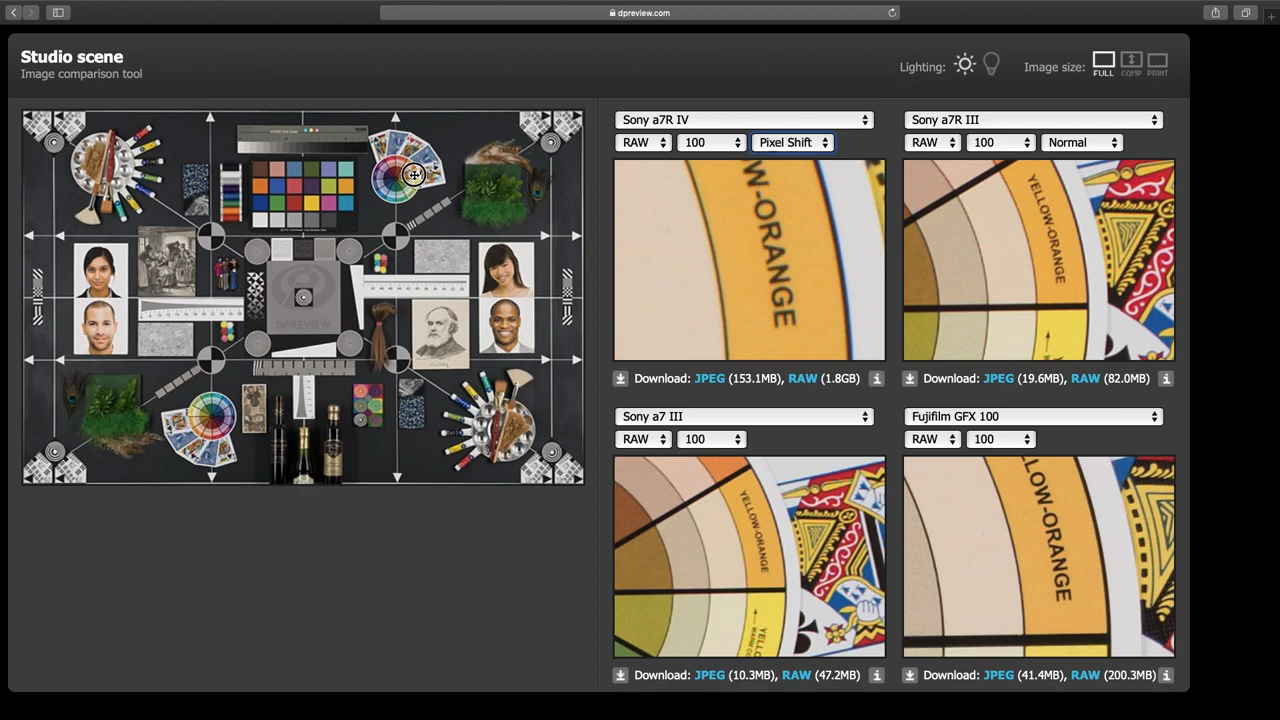 dpreview.com
Studio scene
Image comparison tool
Lighting:
Image size:
FULL
COMP
PRINT
DPREVIEW
Sony a7R IV
RAW
100
Pixel Shift
W-ORANGE
Download: JPEG (153.1MB), RAW (1.8GB)
Sony a7R III
RAW
100
Normal
YELLOW-ORANGE
Download: JPEG (19.6MB), RAW (82.0MB)
Sony a7 III
RAW
100
YELLOW-ORANGE
YELLO
Download: JPEG (10.3MB), RAW (47.2MB)
Fujifilm GFX 100
RAW
100
LOW-ORANGE
Download: JPEG (41.4MB), RAW (200.3MB)